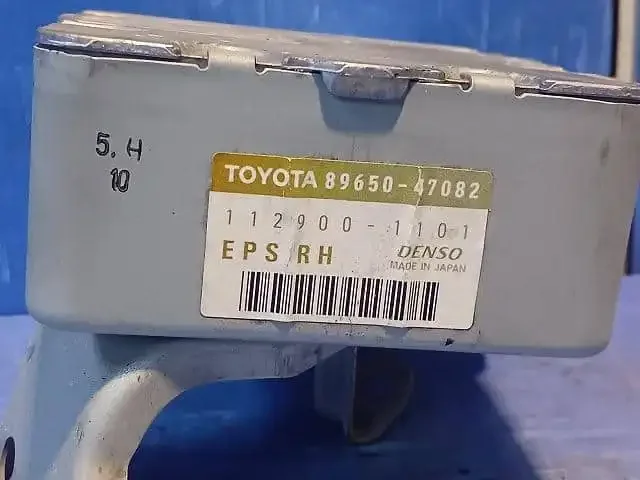 5. H
10
TOYOTA 89650-47082
112900-1101
EPS RH DENSO
MADE IN JAPAN